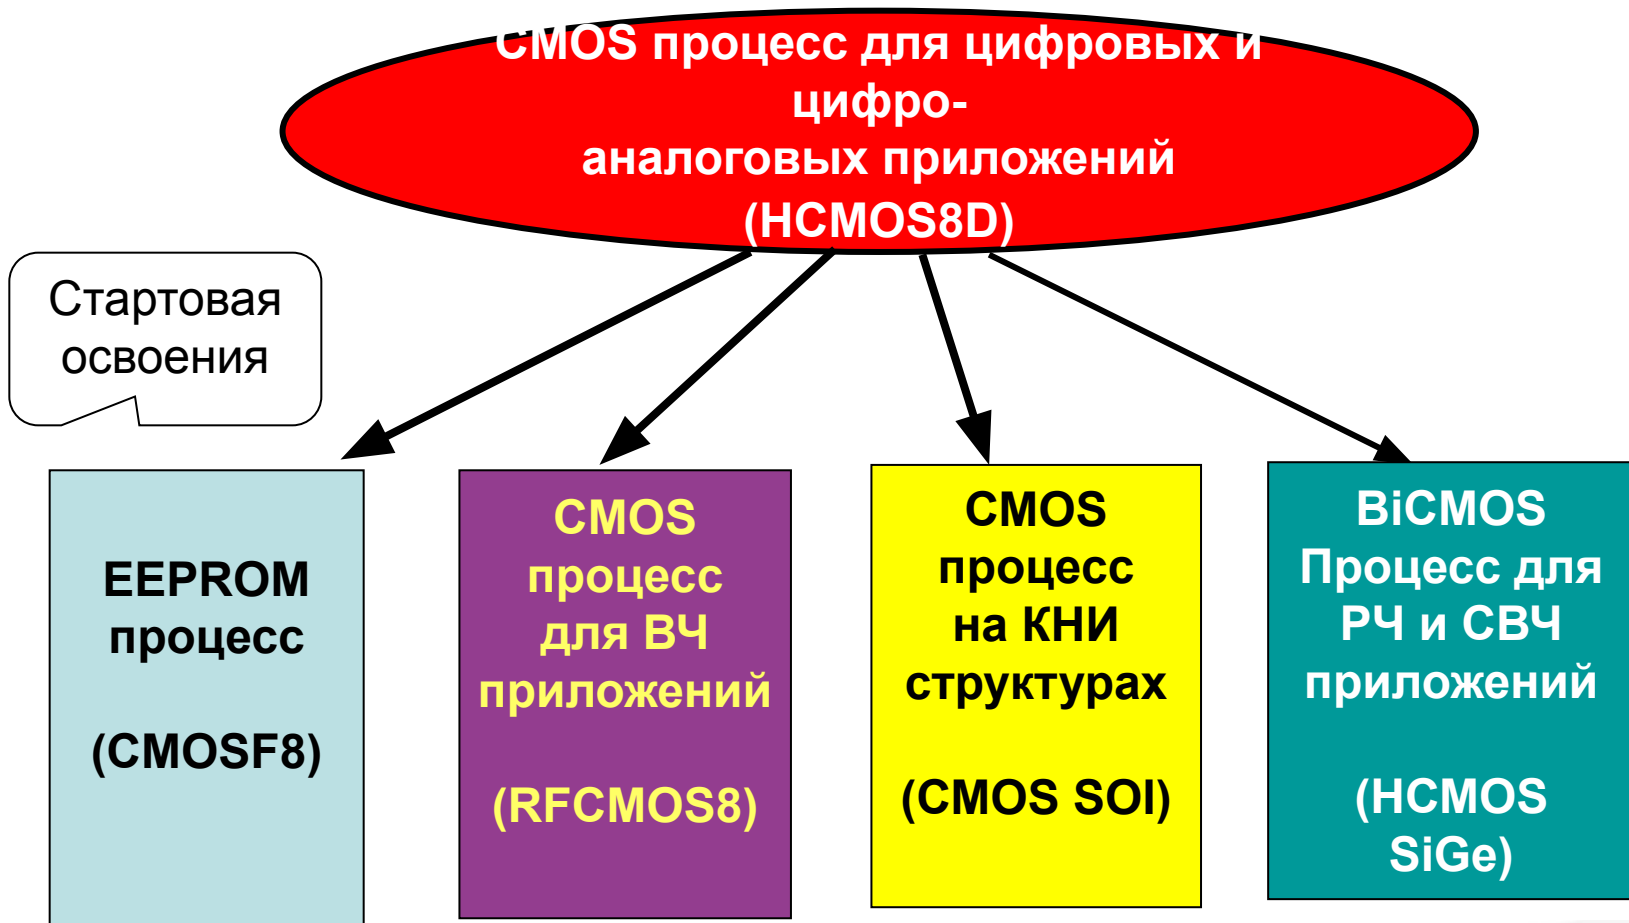 CMOS процесс для цифровых и
цифро-
аналоговых приложений
(HCMOS8D)
Стартовая
освоения
EEPROM
процесс
(CMOSF8)
CMOS
процесс
для ВЧ
приложений
(RFCMOS8)
CMOS
процесс
на КНИ
структурах
(CMOS SOI)
BiCMOS
Процесс для
РЧ и СВЧ
приложений
(HCMOS
SiGe)